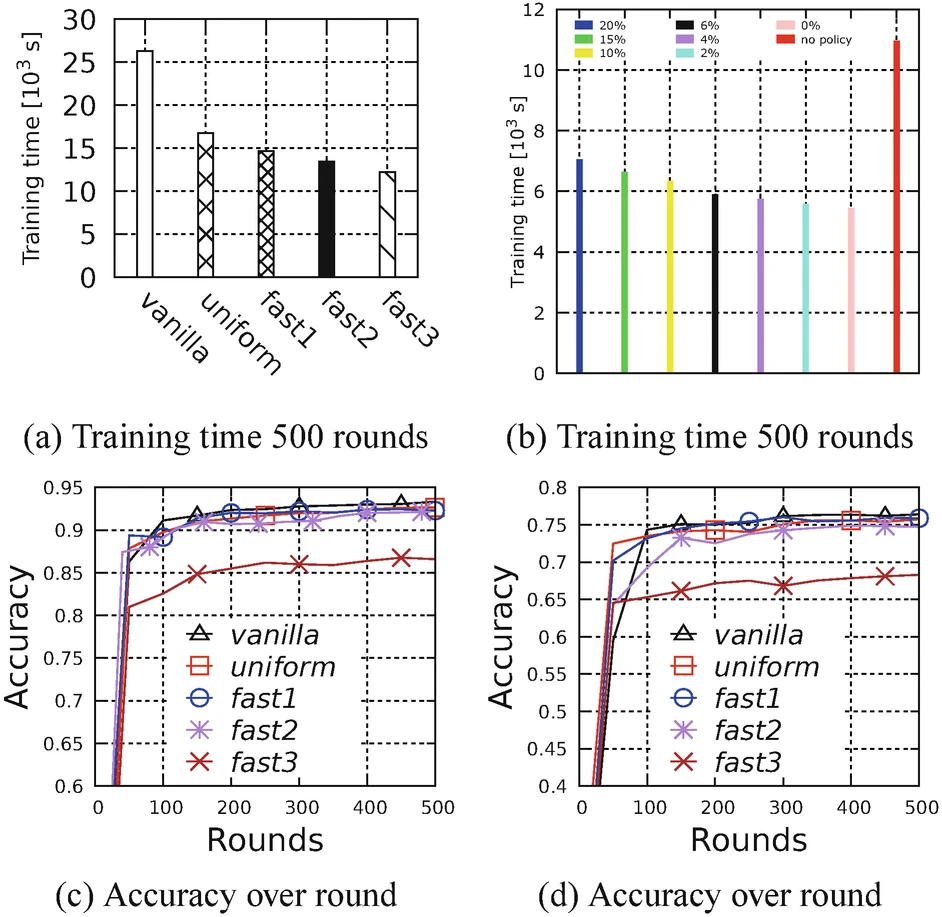 Training time [10³ s]
30
25
20
15
10
5
0
vanilla
uniform
fast1
fast2
fast3
(a) Training time 500 rounds
Training time [10³ s]
12
10
8
6
4
2
0
20%
15%
10%
6%
4%
2%
0%
no policy
(b) Training time 500 rounds
Accuracy
0.95
0.9
0.85
0.8
0.75
0.7
0.65
0.6
vanilla
uniform
fast1
fast2
fast3
0 100 200 300 400 500
Rounds
(c) Accuracy over round
Accuracy
0.8
0.75
0.7
0.65
0.6
0.55
0.5
0.45
0.4
vanilla
uniform
fast1
fast2
fast3
0 100 200 300 400 500
Rounds
(d) Accuracy over round